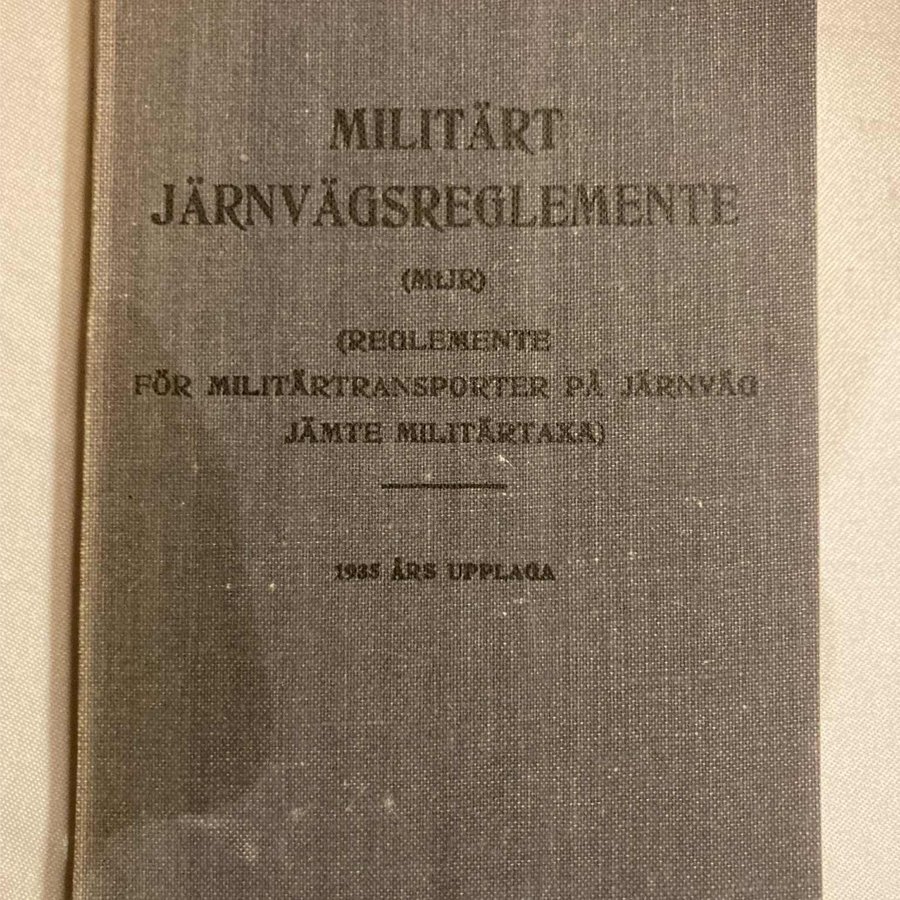 MILITÄRT
JÄRNVÄGSREGLEMENTE
(MtJR)
(REGLEMENTE
FÖR MILITÄRTRANSPORTER PÅ JÄRNVÄG
JÄMTE MILITÄRTAXA)
1935 ÅRS UPPLAGA